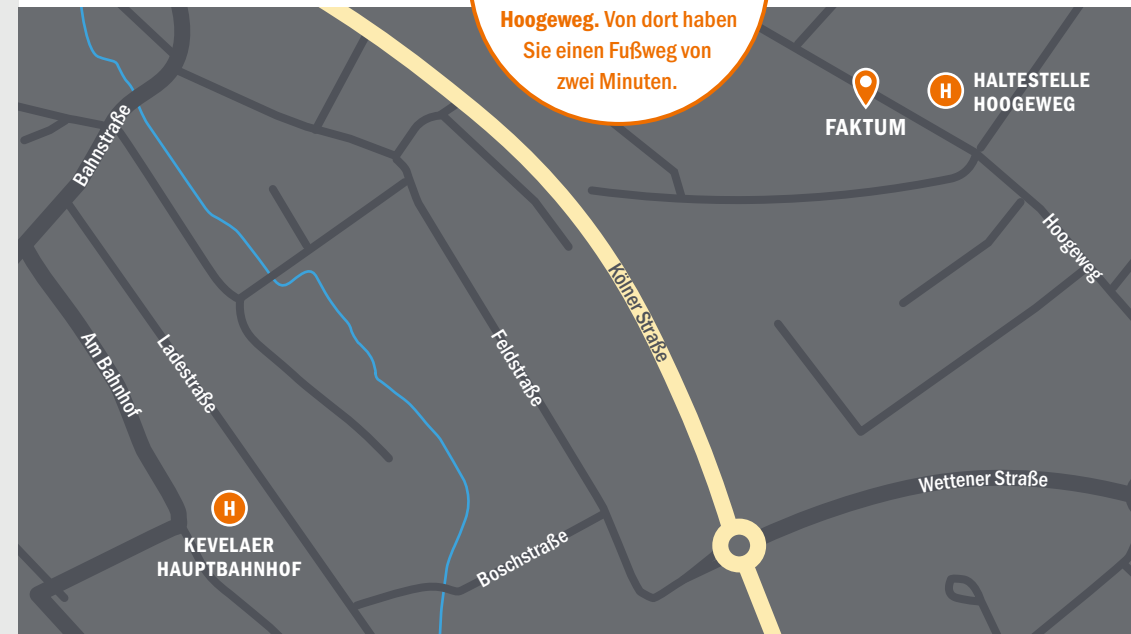 Hoogeweg. Von dort haben
Sie einen Fußweg von
zwei Minuten.
H
HALTESTELLE
HOOGEWEG
FAKTUM
Bahnstraße
Hoogeweg
Kölner Straße
Am Bahnhof
Ladestraße
Feldstraße
Wettener Straße
H
KEVELAER
HAUPTBAHNHOF
Boschstraße